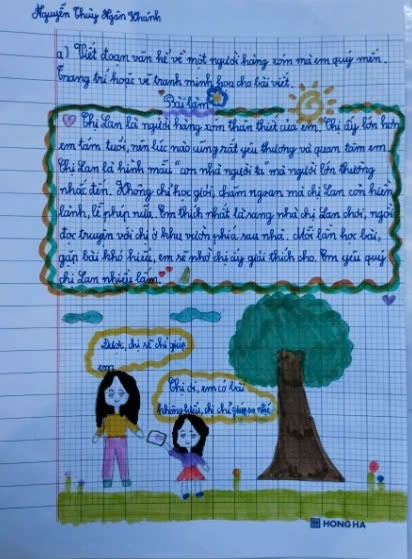 Nguyễn Thùy Ngân Khánh
a) Viết đoạn văn kể về một người hàng xóm mà em quý mến.
Trang trí hoặc vẽ tranh minh họa cho bài viết.
Bài làm
Chị Lan là người hàng xóm thân thiết của em. Chị ấy lớn hơn
em tám tuổi, nên lúc nào cũng rất yêu thương và quan tâm em.
Chị Lan là hình mẫu "con nhà người ta" mà người lớn thường
nhắc đến. Không chỉ học giỏi, chăm ngoan mà chị Lan còn hiền
lành, lễ phép nữa. Em thích nhất là sang nhà chị Lan chơi, ngồi
đọc truyện với chị ở khu vườn phía sau nhà. Mỗi lần học bài,
gặp bài khó hiểu, em sẽ nhờ chị ấy giải thích cho. Em yêu quý
chị Lan nhiều lắm.
Được, chị sẽ chỉ giúp
em
Chị ơi, em có bài
không hiểu, chị chỉ giúp em nhé
HONG HA